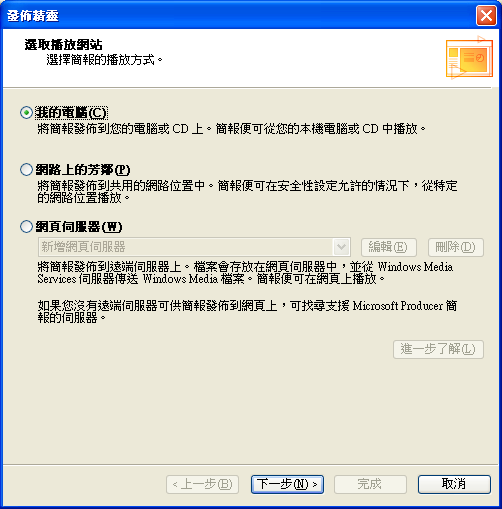 發佈精靈
選取播放網站
選擇簡報的播放方式。
我的電腦(C)
將簡報發佈到您的電腦或 CD 上。簡報便可從您的本機電腦或 CD 中播放。
網路上的芳鄰(P)
將簡報發佈到共用的網路位置中。簡報便可在安全性設定允許的情況下，從特定
的網路位置播放。
網頁伺服器(W)
新增網頁伺服器 編輯(E) 刪除(D)
將簡報發佈到遠端伺服器上。檔案會存放在網頁伺服器中，並從 Windows Media
Services 伺服器傳送 Windows Media 檔案。簡報便可在網頁上播放。
如果您沒有遠端伺服器可供簡報發佈到網頁上，可找尋支援 Microsoft Producer 簡
報的伺服器。
進一步了解(L)
< 上一步(B) 下一步(N) > 完成 取消